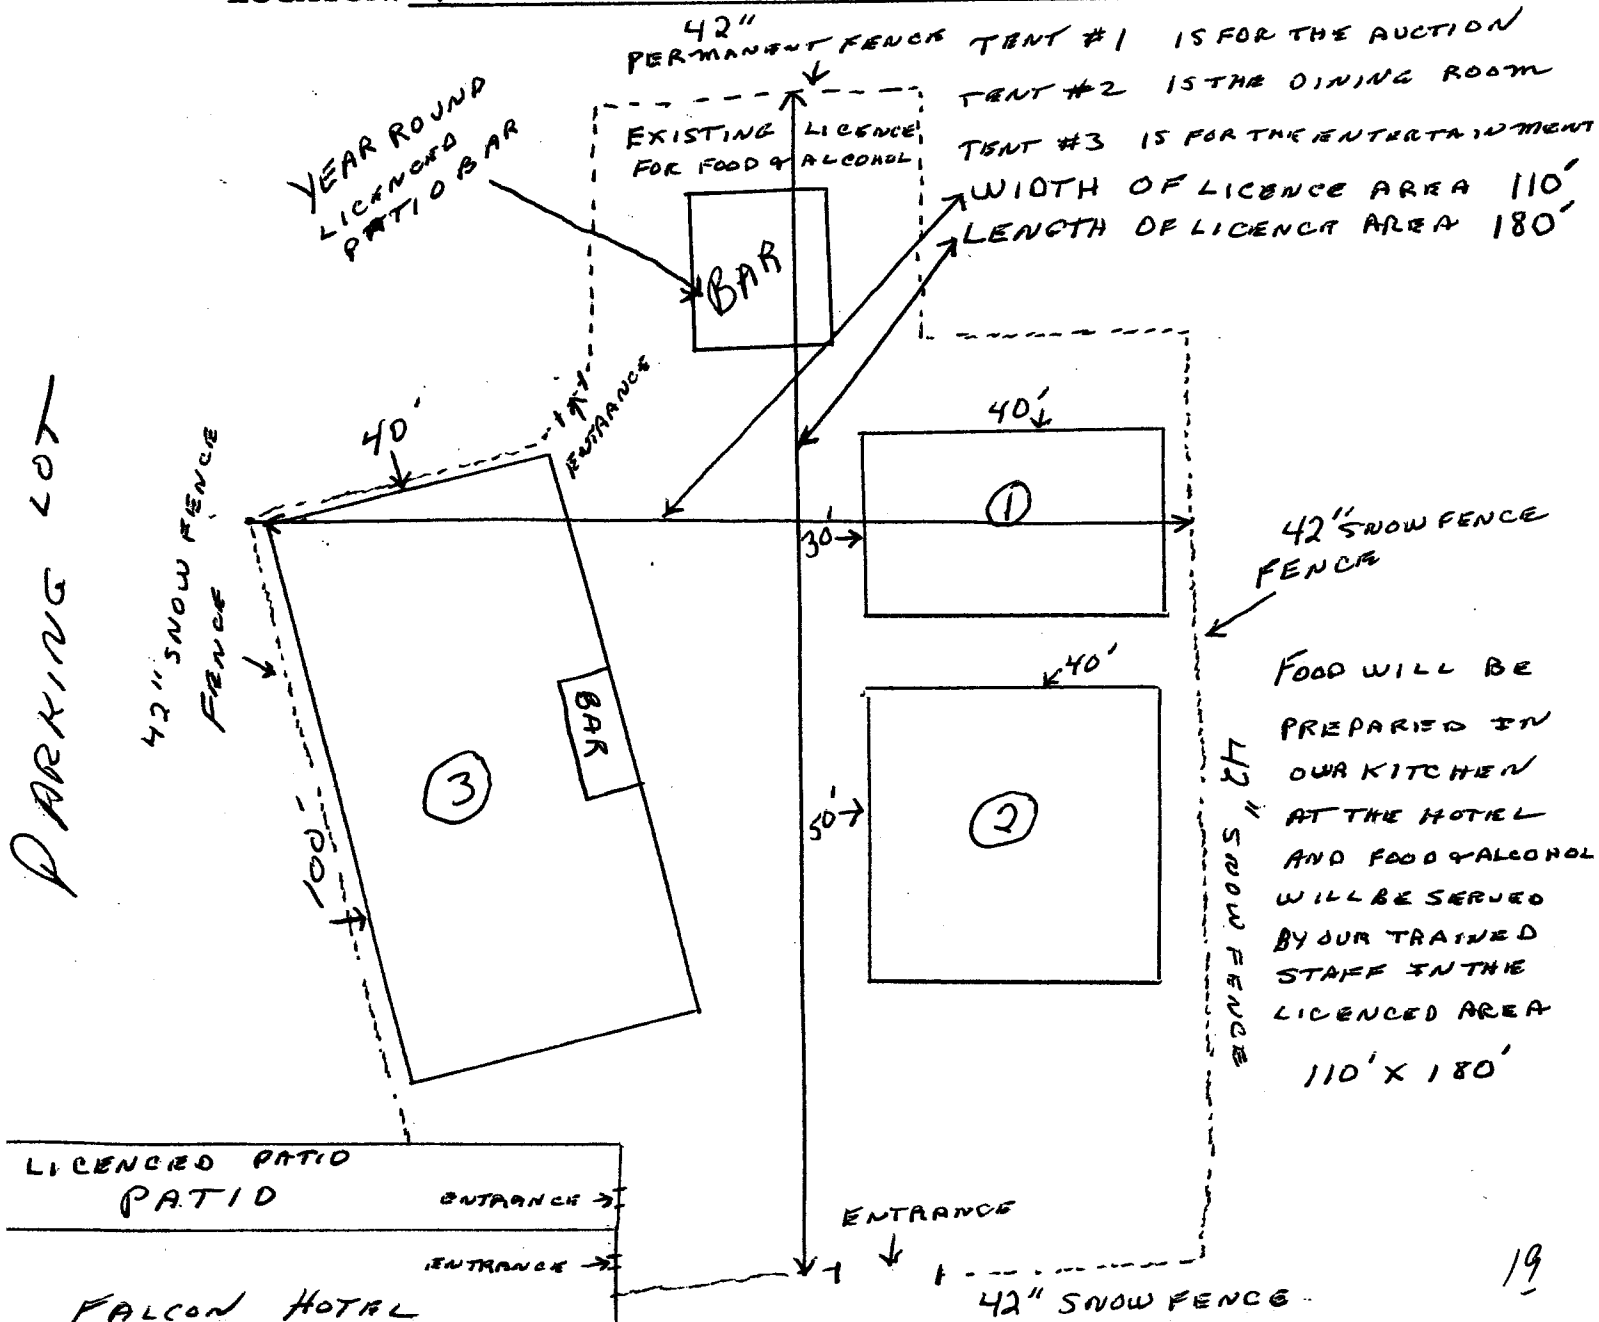 42"
PERMANENT FENCE
TENT #1 IS FOR THE AUCTION
TENT #2 IS THE DINING ROOM
TENT #3 IS FOR THE ENTERTAINMENT
WIDTH OF LICENCE AREA 110'
LENGTH OF LICENCE AREA 180'
YEAR ROUND
LICENCED
PATIO BAR
EXISTING LICENCE
FOR FOOD & ALCOHOL
BAR
ENTRANCE
40'
40'
42" SNOW FENCE
FENCE
PARKING LOT
1
30'
42" SNOW FENCE
FENCE
40'
BAR
3
100'
50'
2
42" SNOW FENCE
FOOD WILL BE
PREPARED IN
OUR KITCHEN
AT THE HOTEL
AND FOOD & ALCOHOL
WILL BE SERVED
BY OUR TRAINED
STAFF IN THE
LICENCED AREA
110' X 180'
LICENCED PATIO
PATIO
ENTRANCE
ENTRANCE
ENTRANCE
FALCON HOTEL
42" SNOW FENCE
19